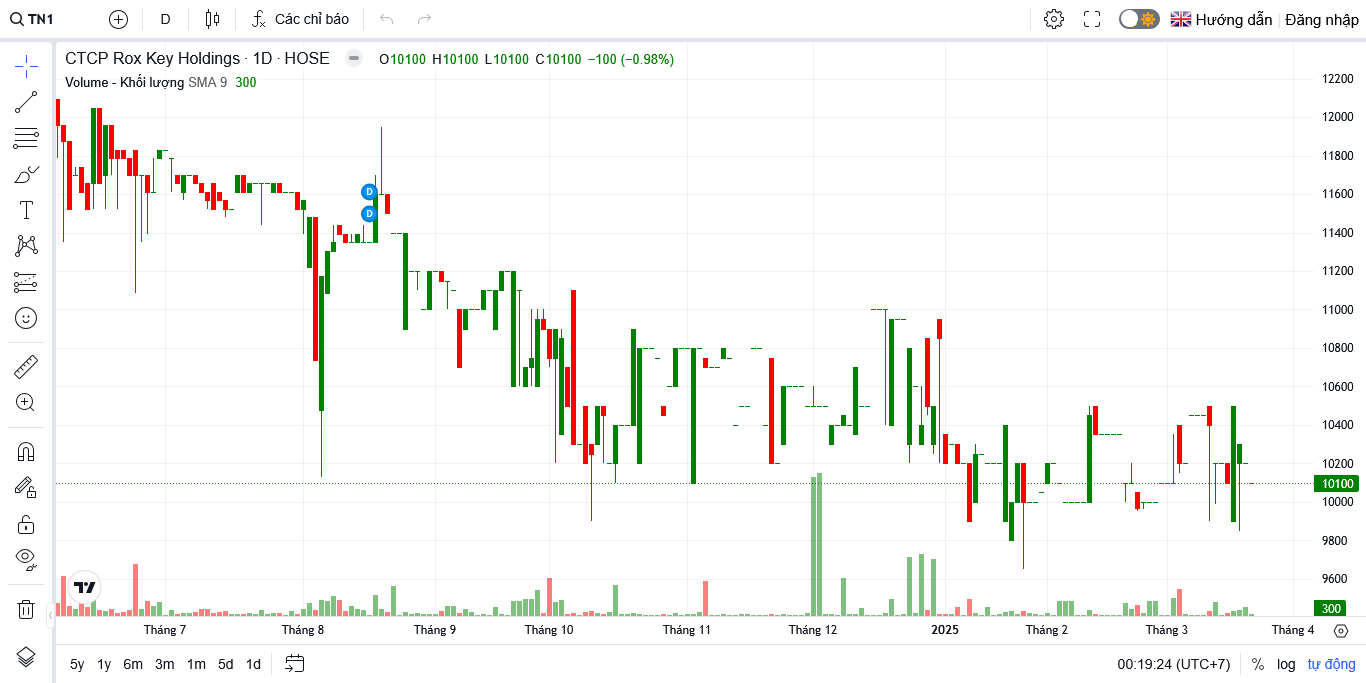 TN1 D Các chỉ báo Hướng dẫn Đăng nhập
CTCP Rox Key Holdings · 1D · HOSE O10100 H10100 L10100 C10100 −100 (−0.98%)
Volume - Khối lượng SMA 9 300
12200
12000
11800
11600
11400
11200
11000
10800
10600
10400
10200
10100
10000
9800
9600
300
D
D
Tháng 7 Tháng 8 Tháng 9 Tháng 10 Tháng 11 Tháng 12 2025 Tháng 2 Tháng 3 Tháng 4
5y 1y 6m 3m 1m 5d 1d 00:19:24 (UTC+7) % log tự động